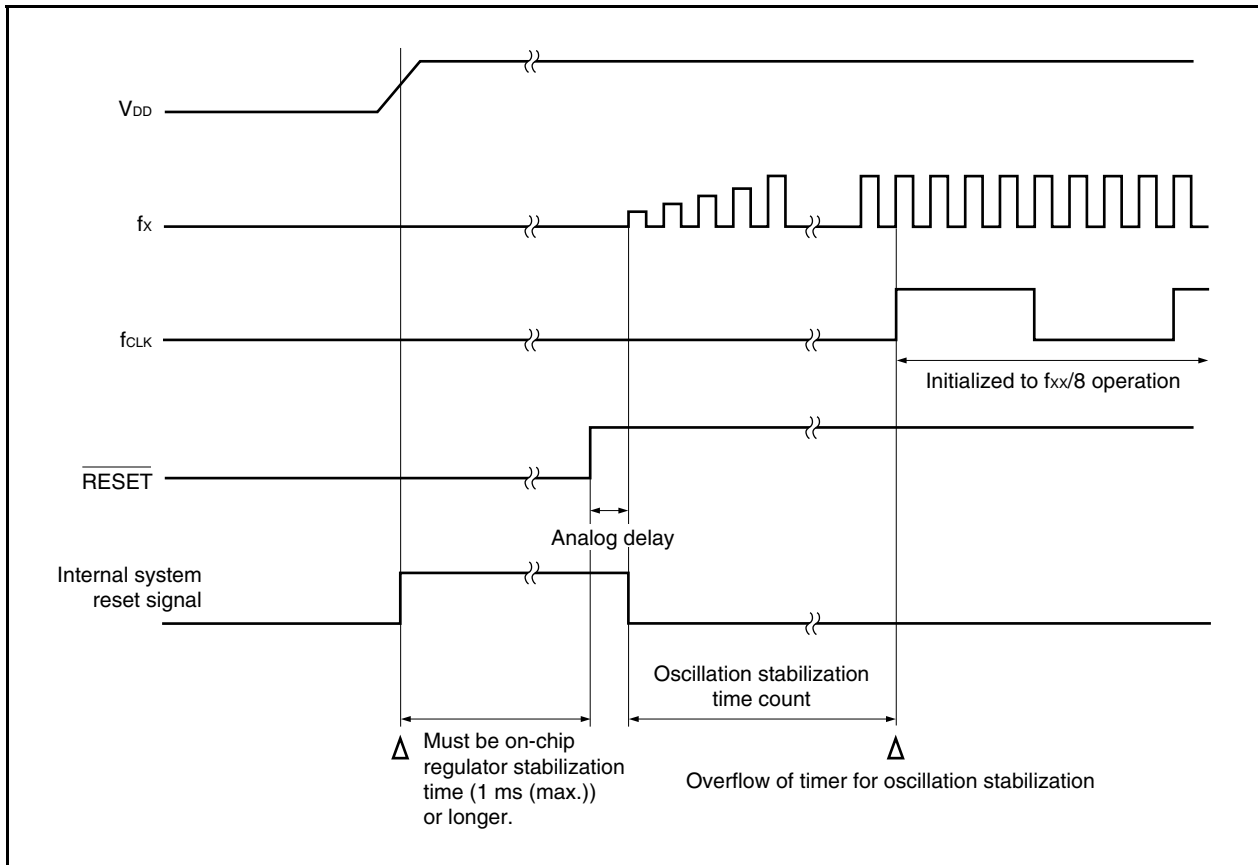 VDD
fX
fCLK
Initialized to fXX/8 operation
RESET
Analog delay
Internal system
reset signal
Oscillation stabilization
time count
Must be on-chip
regulator stabilization
time (1 ms (max.))
or longer.
Overflow of timer for oscillation stabilization